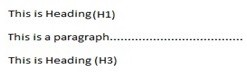 This is Heading(H1)
This is a paragraph.....................................
This is Heading (H3)